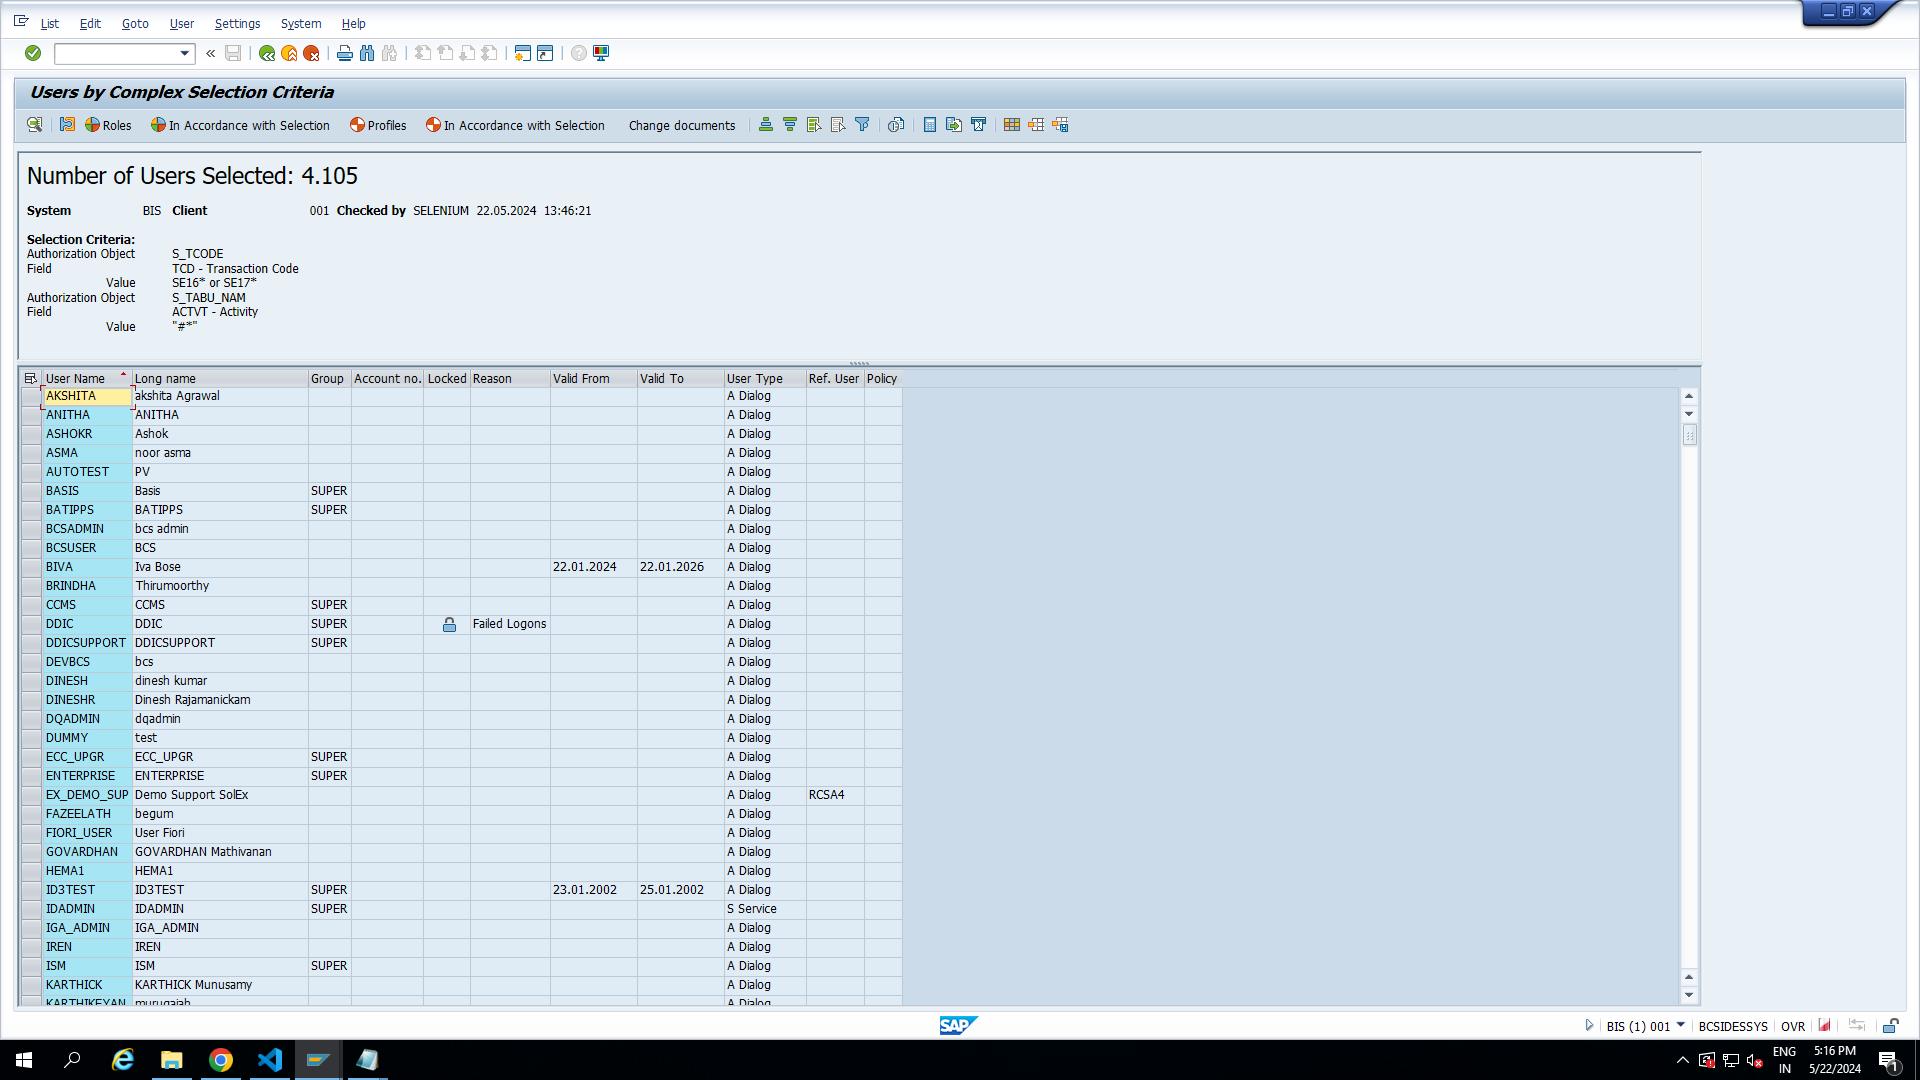 List Edit Goto User Settings System Help
Users by Complex Selection Criteria
Roles In Accordance with Selection Profiles In Accordance with Selection Change documents
Number of Users Selected: 4.105
System BIS Client 001 Checked by SELENIUM 22.05.2024 13:46:21
Selection Criteria:
Authorization Object S_TCODE
Field TCD - Transaction Code
Value SE16* or SE17*
Authorization Object S_TABU_NAM
Field ACTVT - Activity
Value "#*"
User Name Long name Group Account no. Locked Reason Valid From Valid To User Type Ref. User Policy
AKSHITA akshita Agrawal A Dialog
ANITHA ANITHA A Dialog
ASHOKR Ashok A Dialog
ASMA noor asma A Dialog
AUTOTEST PV A Dialog
BASIS Basis SUPER A Dialog
BATIPPS BATIPPS SUPER A Dialog
BCSADMIN bcs admin A Dialog
BCSUSER BCS A Dialog
BIVA Iva Bose 22.01.2024 22.01.2026 A Dialog
BRINDHA Thirumoorthy A Dialog
CCMS CCMS SUPER A Dialog
DDIC DDIC SUPER Failed Logons A Dialog
DDICSUPPORT DDICSUPPORT SUPER A Dialog
DEVBCS bcs A Dialog
DINESH dinesh kumar A Dialog
DINESHR Dinesh Rajamanickam A Dialog
DQADMIN dqadmin A Dialog
DUMMY test A Dialog
ECC_UPGR ECC_UPGR SUPER A Dialog
ENTERPRISE ENTERPRISE SUPER A Dialog
EX_DEMO_SUP Demo Support SolEx A Dialog RCSA4
FAZEELATH begum A Dialog
FIORI_USER User Fiori A Dialog
GOVARDHAN GOVARDHAN Mathivanan A Dialog
HEMA1 HEMA1 A Dialog
ID3TEST ID3TEST SUPER 23.01.2002 25.01.2002 A Dialog
IDADMIN IDADMIN SUPER S Service
IGA_ADMIN IGA_ADMIN A Dialog
IREN IREN A Dialog
ISM ISM SUPER A Dialog
KARTHICK KARTHICK Munusamy A Dialog
KARTHIKEYAN murugaiah A Dialog
SAP BIS (1) 001 BCSIDESSYS OVR
ENG 5:16 PM
IN 5/22/2024 1